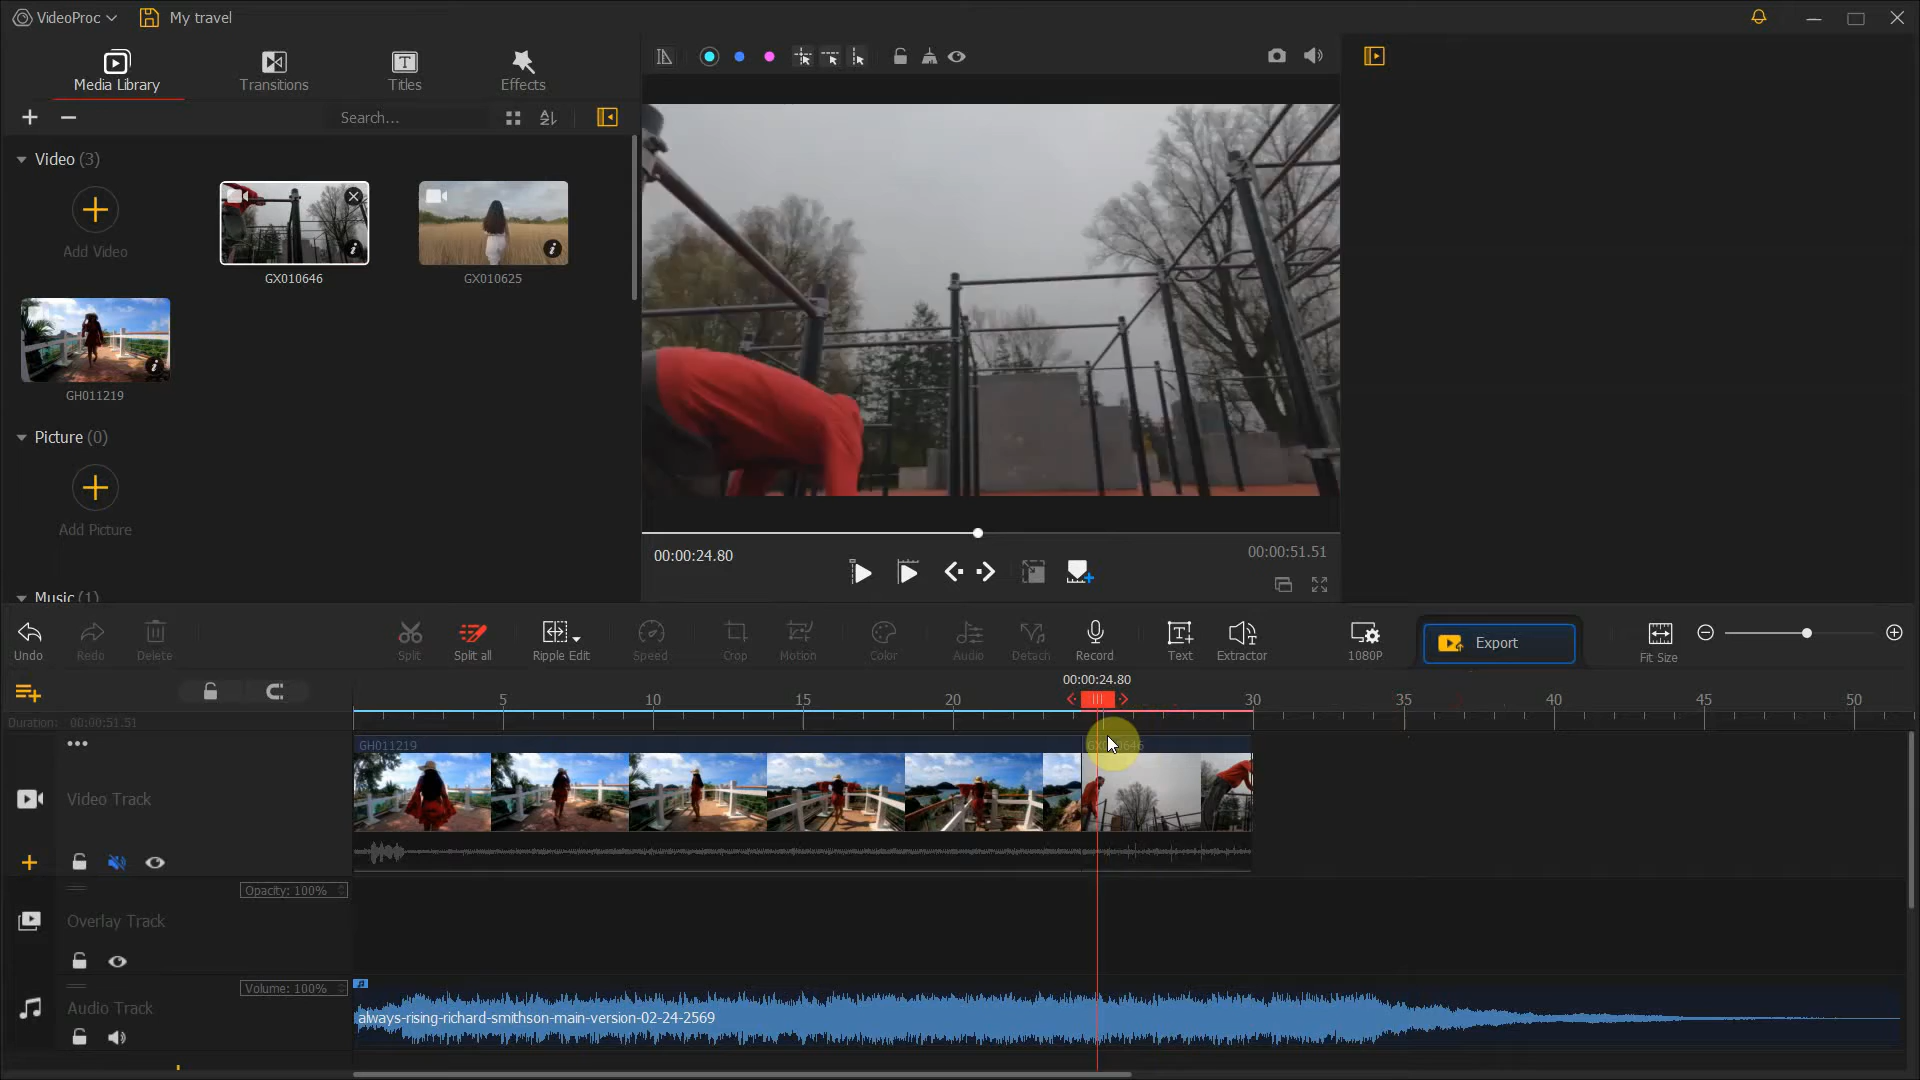 VideoProc
My travel
Media Library
Transitions
Titles
Effects
Search...
Video (3)
Add Video
GX010646
GX010625
GH011219
Picture (0)
Add Picture
Music (1)
00:00:24.80
00:00:51.51
Undo
Redo
Delete
Split
Split all
Ripple Edit
Speed
Crop
Motion
Color
Audio
Detach
Record
Text
Extractor
1080P
Export
Fit Size
00:00:24.80
5
10
15
20
30
35
40
45
50
Duration: 00:00:51.51
GH011219
Video Track
Opacity: 100%
Overlay Track
Volume: 100%
Audio Track
always-rising-richard-smithson-main-version-02-24-2569